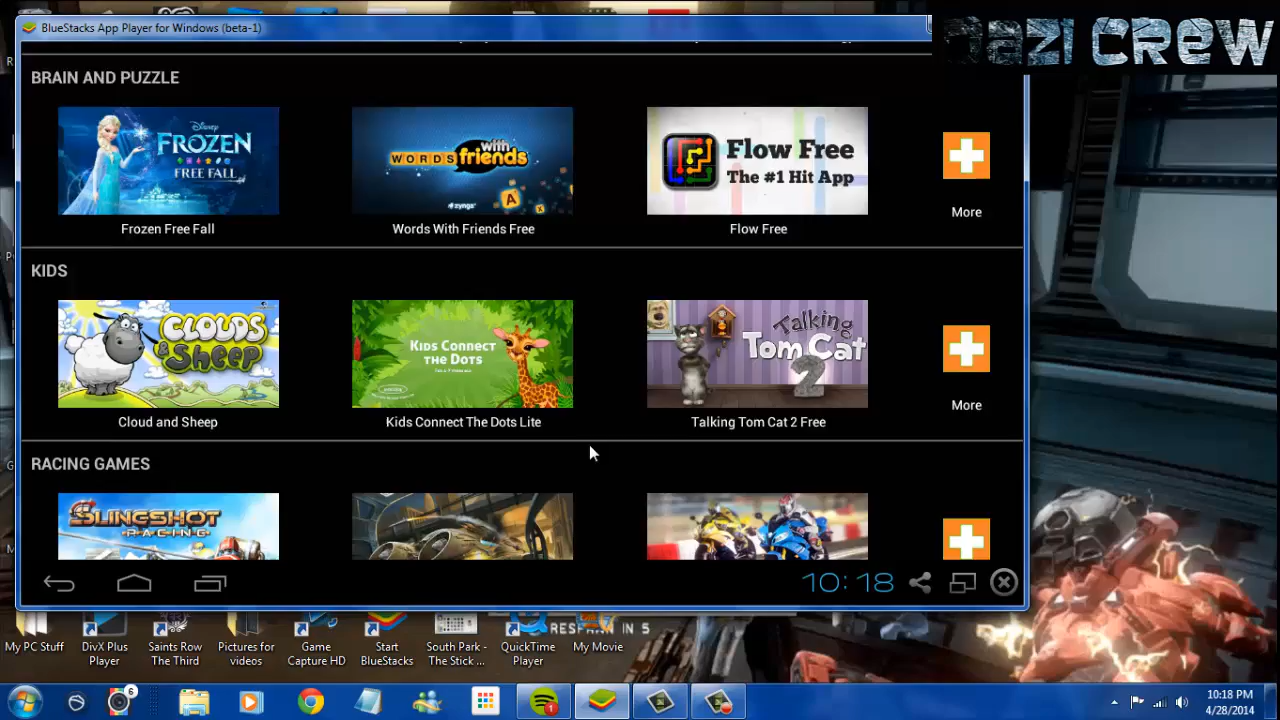 BlueStacks App Player for Windows (beta-1)
Dazi Crew
BRAIN AND PUZZLE
Disney
FROZEN
FREE FALL
WORDS with friends
zynga
A
X
Flow Free
The #1 Hit App
Frozen Free Fall
Words With Friends Free
Flow Free
More
KIDS
CLOUDS
& SHEEP
KIDS CONNECT
THE DOTS
Talking
Tom Cat
2
Cloud and Sheep
Kids Connect The Dots Lite
Talking Tom Cat 2 Free
More
RACING GAMES
SLINGSHOT
RACING
10:18
RESPAWN IN 5
My PC Stuff
DivX Plus
Player
Saints Row
The Third
Pictures for
videos
Game
Capture HD
Start
BlueStacks
South Park -
The Stick ...
QuickTime
Player
My Movie
6
1
10:18 PM
4/28/2014